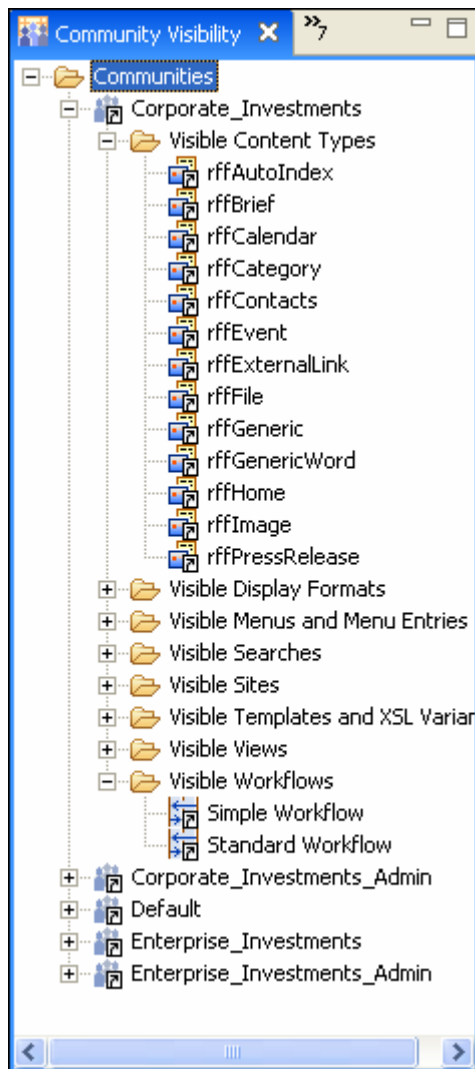 Community Visibility
»7
Communities
Corporate_Investments
Visible Content Types
rffAutoIndex
rffBrief
rffCalendar
rffCategory
rffContacts
rffEvent
rffExternalLink
rffFile
rffGeneric
rffGenericWord
rffHome
rffImage
rffPressRelease
Visible Display Formats
Visible Menus and Menu Entries
Visible Searches
Visible Sites
Visible Templates and XSL Varian
Visible Views
Visible Workflows
Simple Workflow
Standard Workflow
Corporate_Investments_Admin
Default
Enterprise_Investments
Enterprise_Investments_Admin